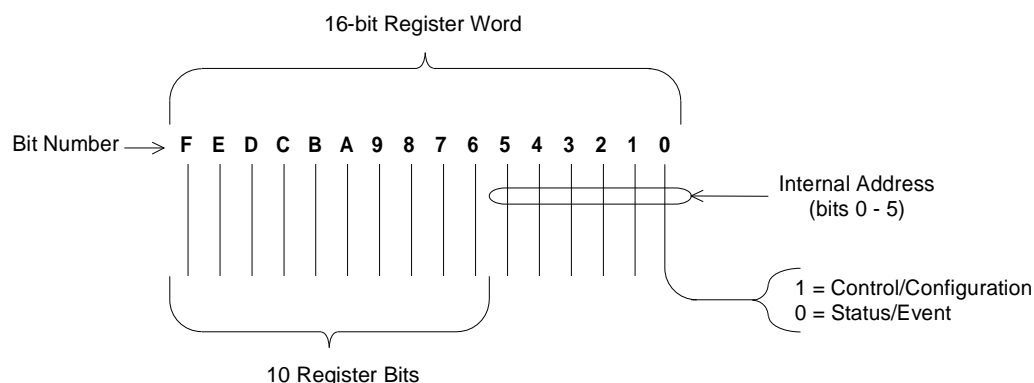 16-bit Register Word
Bit Number F E D C B A 9 8 7 6 5 4 3 2 1 0
Internal Address
(bits 0 - 5)
1 = Control/Configuration
0 = Status/Event
10 Register Bits